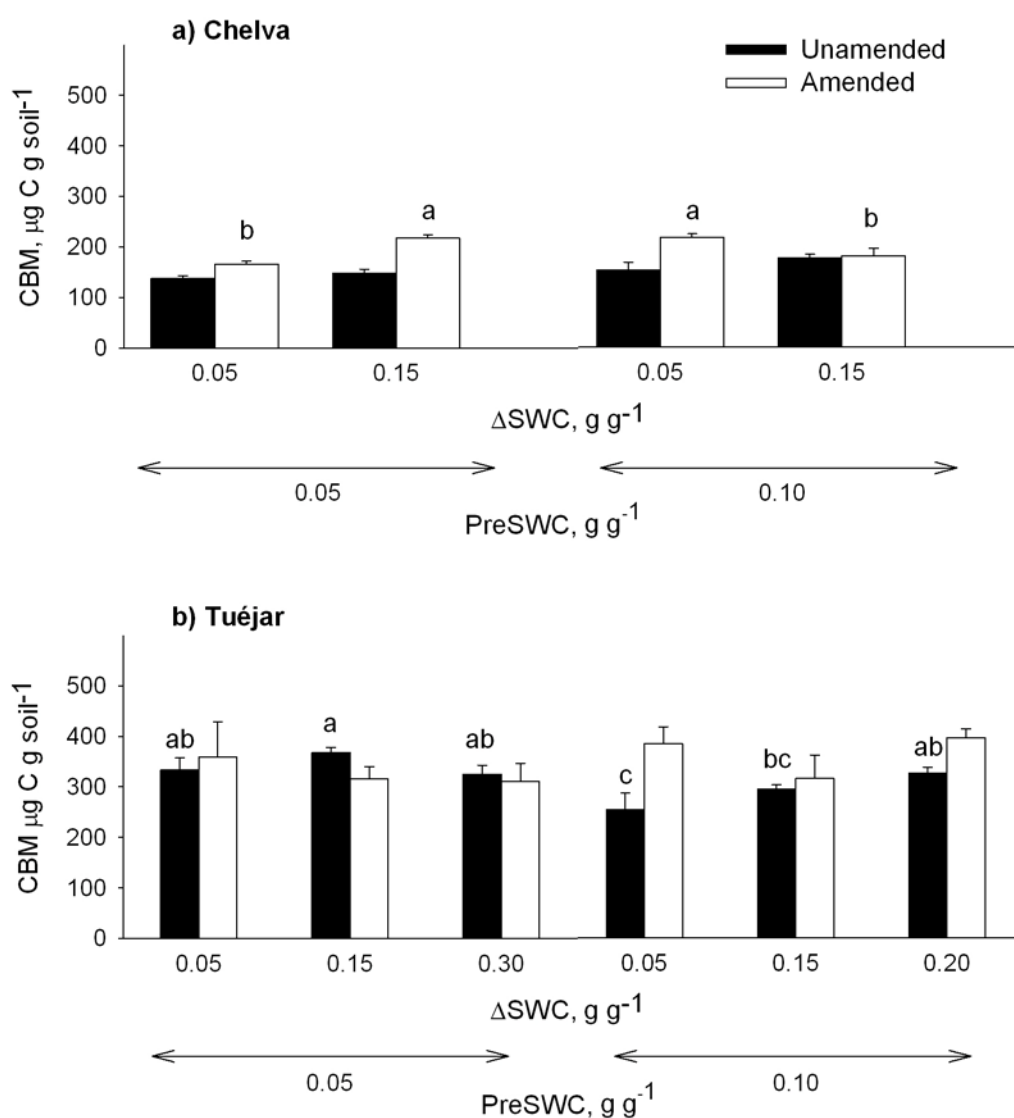 a) Chelva
Unamended
Amended
500
400
300
200
100
0
CBM, µg C g soil-1
b
a
a
b
0.05
0.15
0.05
0.15
ΔSWC, g g-1
0.05
0.10
PreSWC, g g-1
b) Tuéjar
500
400
300
200
100
0
CBM µg C g soil-1
ab
a
ab
c
bc
ab
0.05
0.15
0.30
0.05
0.15
0.20
ΔSWC, g g-1
0.05
0.10
PreSWC, g g-1